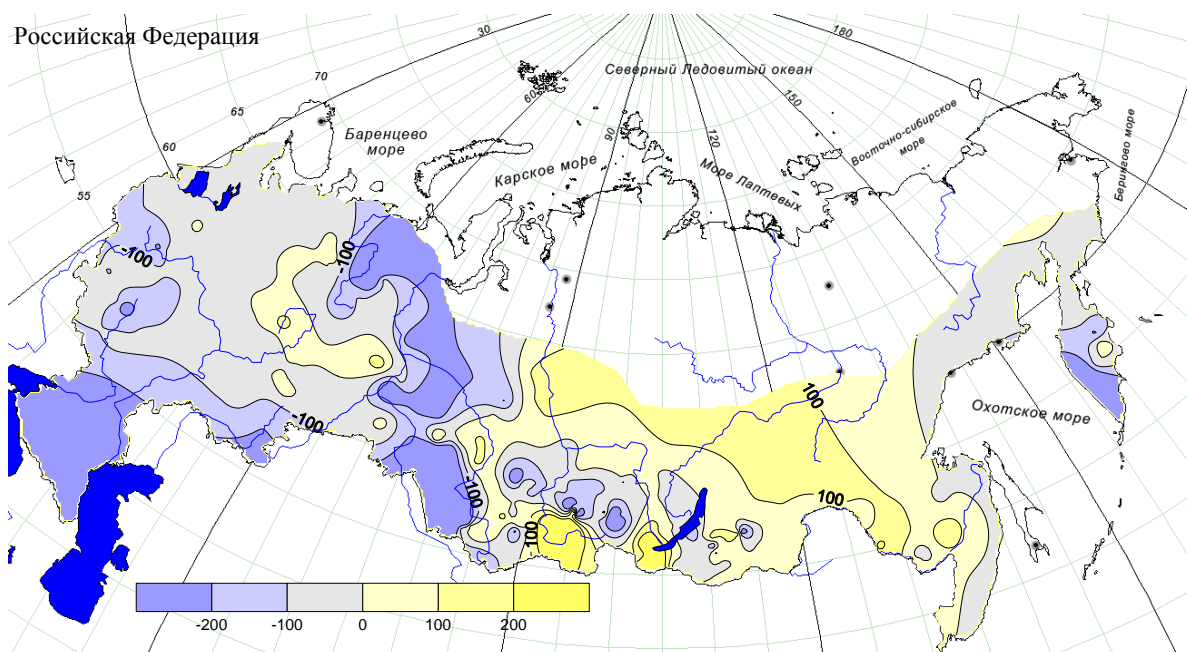 Российская Федерация
30
180
Северный Ледовитый океан
70
60
150
65
Баренцево
море
90
120
Восточно-сибирское
море
Берингово море
60
Карское море
Море Лаптевых
55
-100
-100
100
Охотское море
-100
-100
100
-100
-200
-100
0
100
200